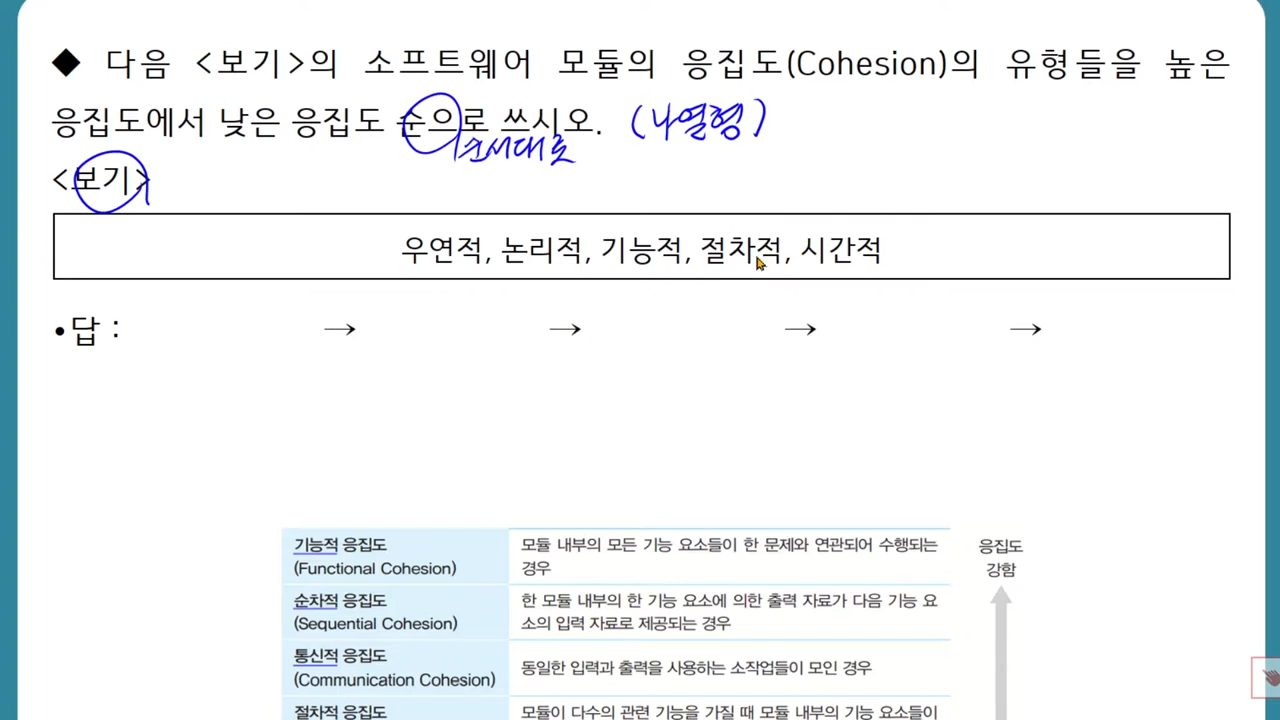 ◆ 다음 <보기>의 소프트웨어 모듈의 응집도(Cohesion)의 유형들을 높은
응집도에서 낮은 응집도 순으로 쓰시오. (나열형)
순서대로
<보기>
우연적, 논리적, 기능적, 절차적, 시간적
•답 : → → → →
기능적 응집도
(Functional Cohesion)
모듈 내부의 모든 기능 요소들이 한 문제와 연관되어 수행되는
경우
응집도
강함
순차적 응집도
(Sequential Cohesion)
한 모듈 내부의 한 기능 요소에 의한 출력 자료가 다음 기능 요
소의 입력 자료로 제공되는 경우
통신적 응집도
(Communication Cohesion)
동일한 입력과 출력을 사용하는 소작업들이 모인 경우
절차적 응집도
모듈이 다수의 관련 기능을 가질 때 모듈 내부의 기능 요소들이